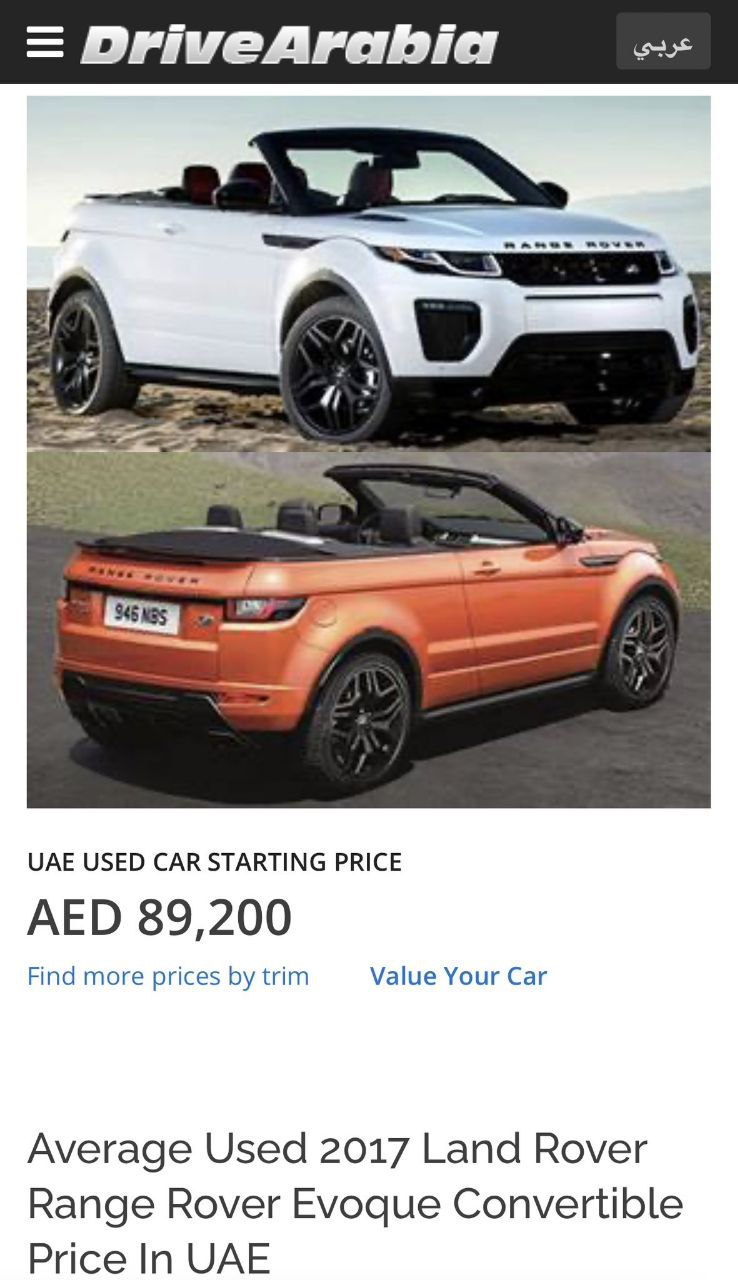 DriveArabia
عربي
RANGE ROVER
RANGE ROVER
946 NBS
UAE USED CAR STARTING PRICE
AED 89,200
Find more prices by trim
Value Your Car
Average Used 2017 Land Rover
Range Rover Evoque Convertible
Price In UAE